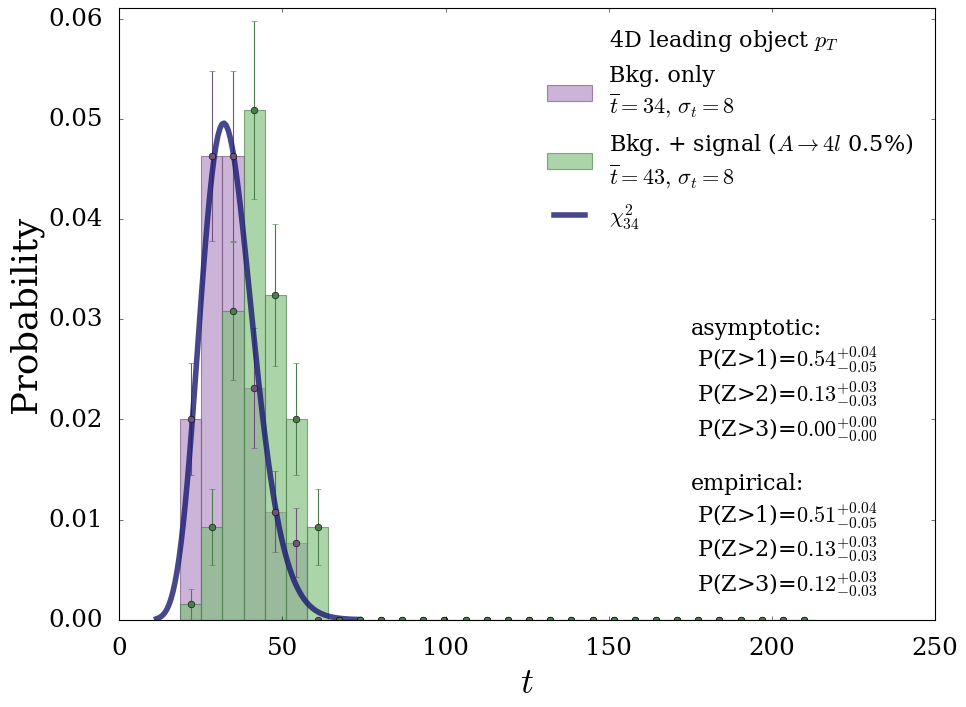 0.06
0.05
0.04
0.03
0.02
0.01
0.00
Probability
0 50 100 150 200 250
t
4D leading object $p_T$
Bkg. only
$\overline{t} = 34, \sigma_t = 8$
Bkg. + signal ($A \rightarrow 4l$ 0.5%)
$\overline{t} = 43, \sigma_t = 8$
$\chi^2_{34}$
asymptotic:
P(Z>1)=$0.54^{+0.04}_{-0.05}$
P(Z>2)=$0.13^{+0.03}_{-0.03}$
P(Z>3)=$0.00^{+0.00}_{-0.00}$
empirical:
P(Z>1)=$0.51^{+0.04}_{-0.05}$
P(Z>2)=$0.13^{+0.03}_{-0.03}$
P(Z>3)=$0.12^{+0.03}_{-0.03}$